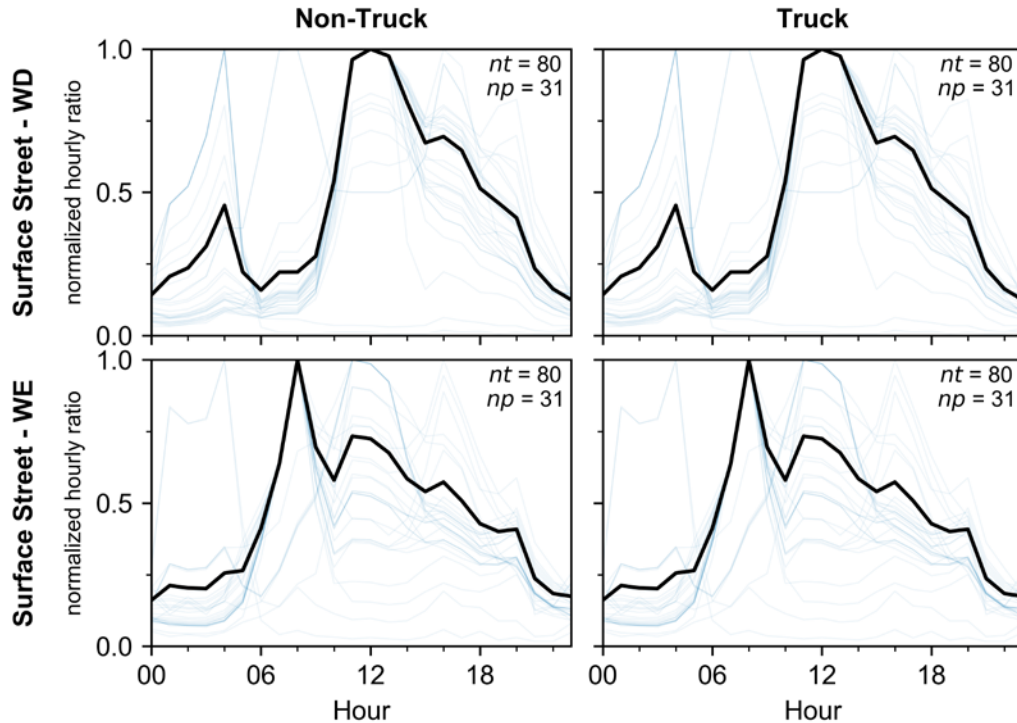 Non-Truck Truck
Surface Street - WD
normalized hourly ratio
1.0
0.5
0.0
nt = 80
np = 31
nt = 80
np = 31
Surface Street - WE
normalized hourly ratio
1.0
0.5
0.0
nt = 80
np = 31
nt = 80
np = 31
00 06 12 18 00 06 12 18
Hour Hour